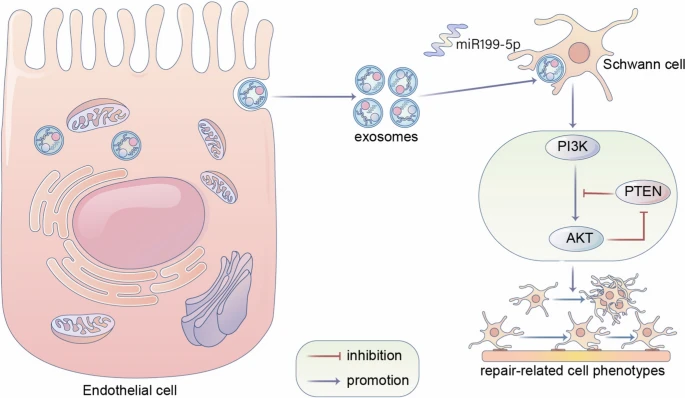 miR199-5p
Schwann cell
exosomes
PI3K
PTEN
AKT
inhibition
promotion
repair-related cell phenotypes
Endothelial cell